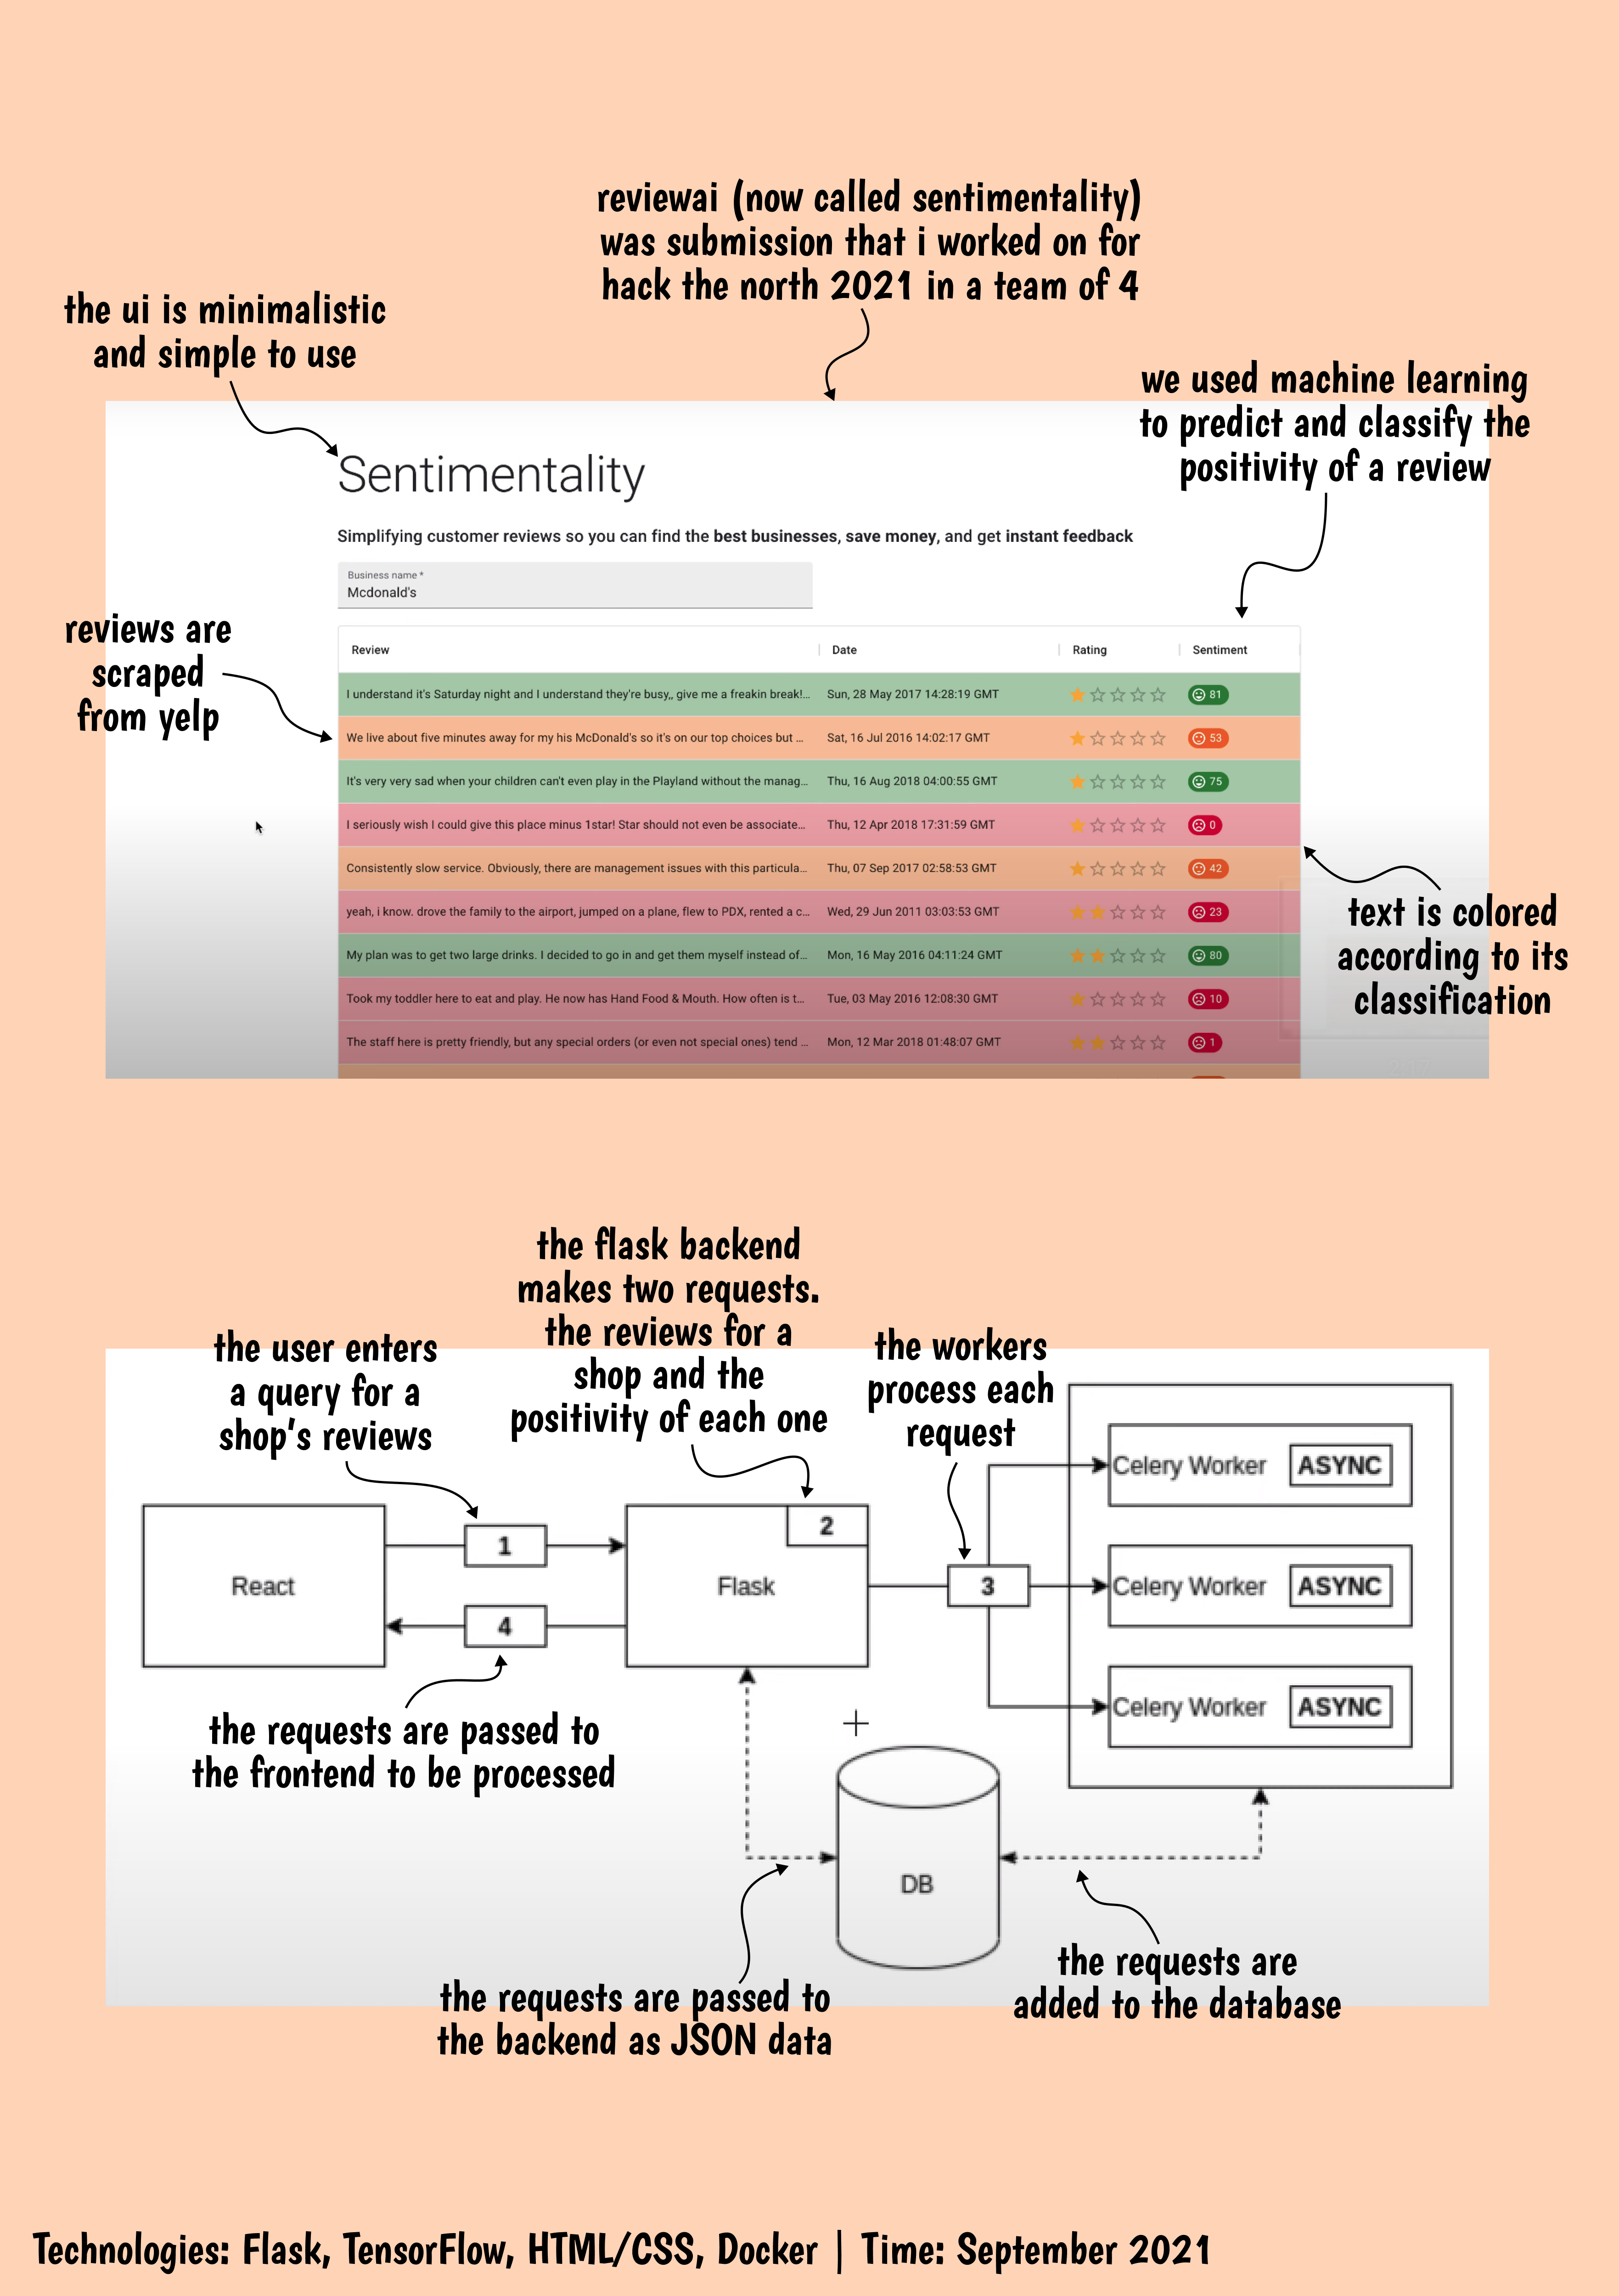 reviewai (now called sentimentality)
was submission that i worked on for
hack the north 2021 in a team of 4
the ui is minimalistic
and simple to use
we used machine learning
to predict and classify the
positivity of a review
Sentimentality
Simplifying customer reviews so you can find the best businesses, save money, and get instant feedback
Business name *
Mcdonald's
reviews are
scraped
from yelp
Review Date Rating Sentiment
I understand it's Saturday night and I understand they're busy,, give me a freakin break!... Sun, 28 May 2017 14:28:19 GMT 81
We live about five minutes away for my his McDonald's so it's on our top choices but ... Sat, 16 Jul 2016 14:02:17 GMT 53
It's very very sad when your children can't even play in the Playland without the manag... Thu, 16 Aug 2018 04:00:55 GMT 75
I seriously wish I could give this place minus 1star! Star should not even be associate... Thu, 12 Apr 2018 17:31:59 GMT 0
Consistently slow service. Obviously, there are management issues with this particula... Thu, 07 Sep 2017 02:58:53 GMT 42
yeah, i know. drove the family to the airport, jumped on a plane, flew to PDX, rented a c... Wed, 29 Jun 2011 03:03:53 GMT 23
My plan was to get two large drinks. I decided to go in and get them myself instead of... Mon, 16 May 2016 04:11:24 GMT 80
Took my toddler here to eat and play. He now has Hand Food & Mouth. How often is t... Tue, 03 May 2016 12:08:30 GMT 10
The staff here is pretty friendly, but any special orders (or even not special ones) tend ... Mon, 12 Mar 2018 01:48:07 GMT 1
text is colored
according to its
classification
the flask backend
makes two requests.
the reviews for a
shop and the
positivity of each one
the user enters
a query for a
shop's reviews
the workers
process each
request
React
1
4
Flask
2
3
Celery Worker ASYNC
Celery Worker ASYNC
Celery Worker ASYNC
the requests are passed to
the frontend to be processed
DB
the requests are passed to
the backend as JSON data
the requests are
added to the database
Technologies: Flask, TensorFlow, HTML/CSS, Docker | Time: September 2021